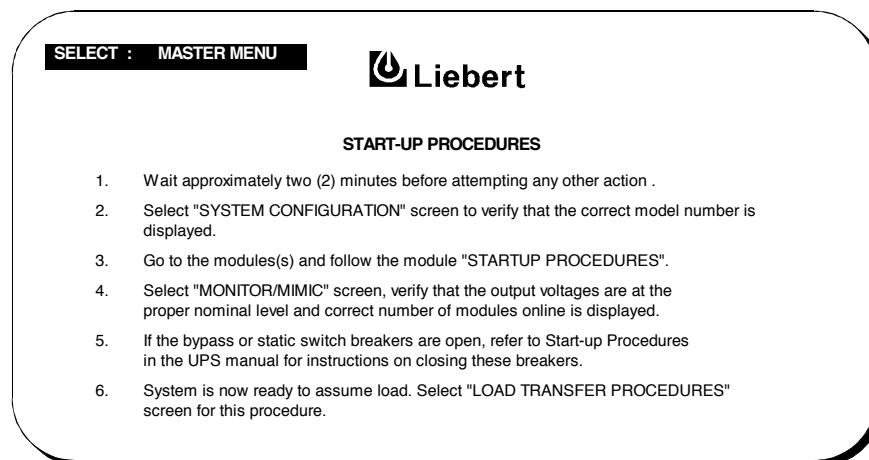 SELECT : MASTER MENU
Liebert
START-UP PROCEDURES
1. Wait approximately two (2) minutes before attempting any other action .
2. Select "SYSTEM CONFIGURATION" screen to verify that the correct model number is
displayed.
3. Go to the modules(s) and follow the module "STARTUP PROCEDURES".
4. Select "MONITOR/MIMIC" screen, verify that the output voltages are at the
proper nominal level and correct number of modules online is displayed.
5. If the bypass or static switch breakers are open, refer to Start-up Procedures
in the UPS manual for instructions on closing these breakers.
6. System is now ready to assume load. Select "LOAD TRANSFER PROCEDURES"
screen for this procedure.